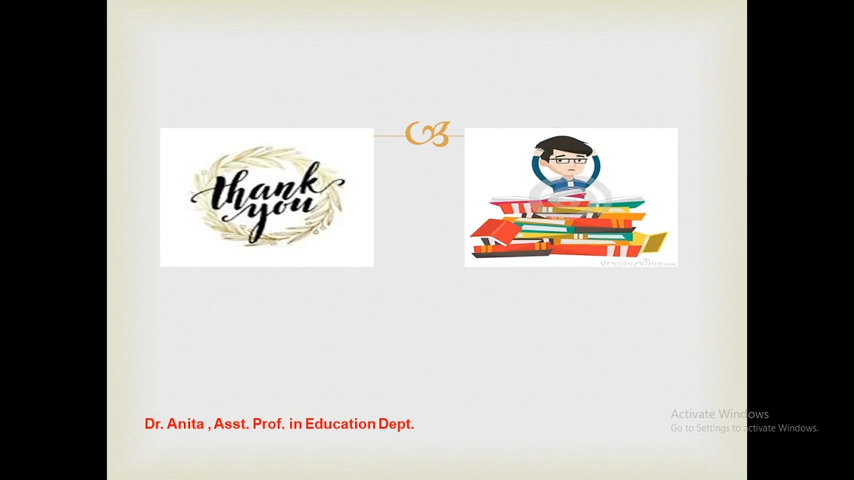 thank
you
Dr. Anita , Asst. Prof. in Education Dept.
Activate Windows
Go to Settings to activate Windows.